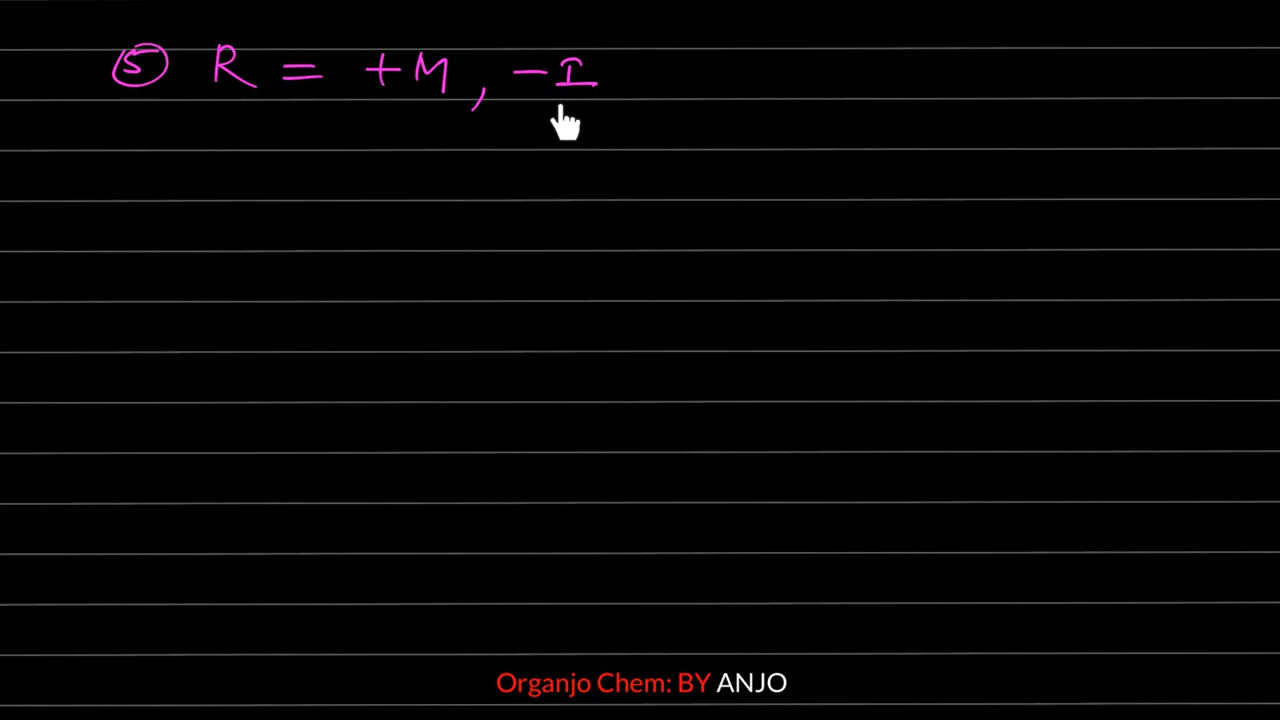 ⑤ R = +M, -I
Organjo Chem: BY ANJO